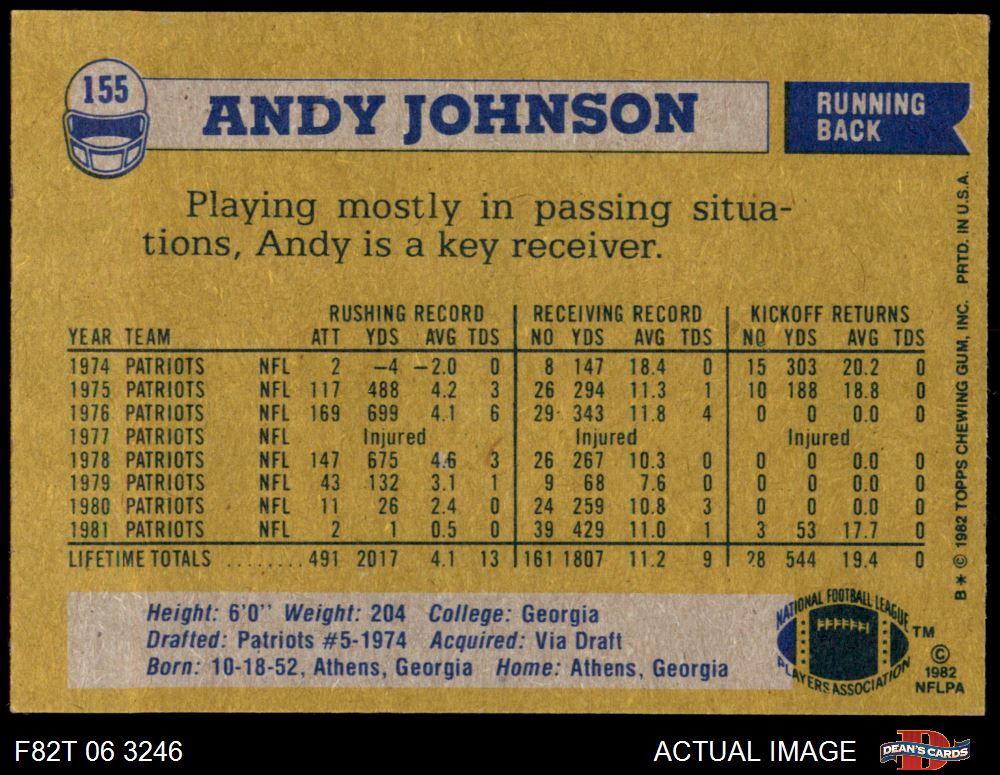 155
ANDY JOHNSON
RUNNING
BACK
Playing mostly in passing situa-
tions, Andy is a key receiver.
RUSHING RECORD RECEIVING RECORD KICKOFF RETURNS
YEAR TEAM ATT YDS AVG TDS NO YDS AVG TDS NO YDS AVG TDS
1974 PATRIOTS NFL 2 –4 –2.0 0 8 147 18.4 0 15 303 20.2 0
1975 PATRIOTS NFL 117 488 4.2 3 26 294 11.3 1 10 188 18.8 0
1976 PATRIOTS NFL 169 699 4.1 6 29 343 11.8 4 0 0 0.0 0
1977 PATRIOTS NFL Injured Injured Injured
1978 PATRIOTS NFL 147 675 4.6 3 26 267 10.3 0 0 0 0.0 0
1979 PATRIOTS NFL 43 132 3.1 1 9 68 7.6 0 0 0 0.0 0
1980 PATRIOTS NFL 11 26 2.4 0 24 259 10.8 3 0 0 0.0 0
1981 PATRIOTS NFL 2 1 0.5 0 39 429 11.0 1 3 53 17.7 0
LIFETIME TOTALS ........ 491 2017 4.1 13 161 1807 11.2 9 28 544 19.4 0
Height: 6'0" Weight: 204 College: Georgia
Drafted: Patriots #5-1974 Acquired: Via Draft
Born: 10-18-52, Athens, Georgia Home: Athens, Georgia
NATIONAL FOOTBALL LEAGUE
PLAYERS ASSOCIATION
TM
©
1982
NFLPA
B * © 1982 TOPPS CHEWING GUM, INC. PRTD. IN U.S.A.
F82T 06 3246
ACTUAL IMAGE
D
DEAN'S CARDS